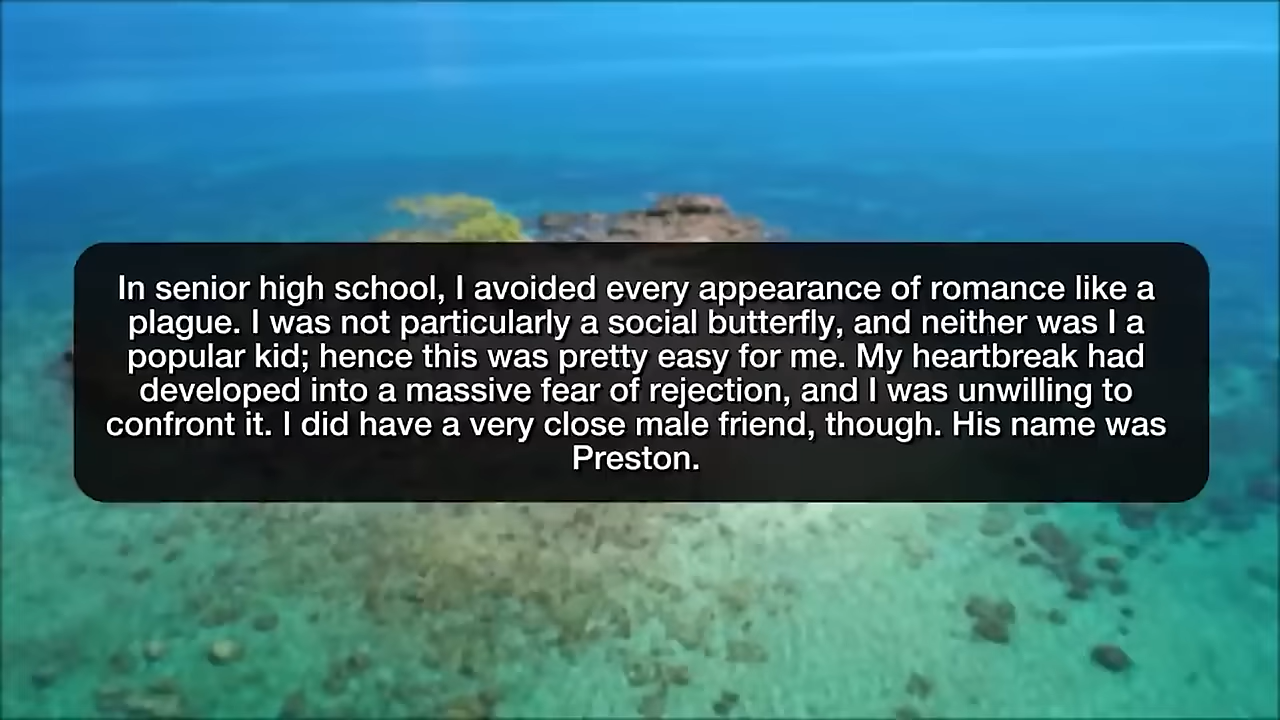 In senior high school, I avoided every appearance of romance like a
plague. I was not particularly a social butterfly, and neither was I a
popular kid; hence this was pretty easy for me. My heartbreak had
developed into a massive fear of rejection, and I was unwilling to
confront it. I did have a very close male friend, though. His name was
Preston.